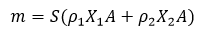 m = S(ρ₁X₁A + ρ₂X₂A)